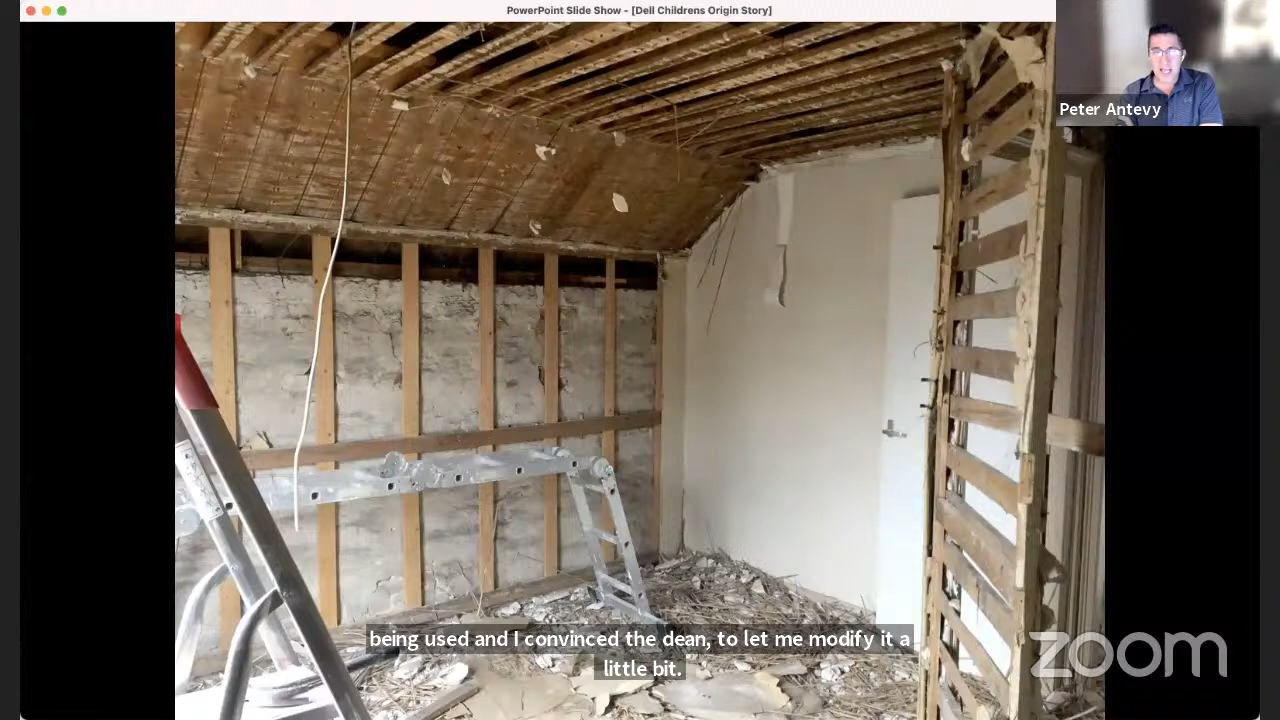 PowerPoint Slide Show - [Dell Childrens Origin Story]
Peter Antevy
being used and I convinced the dean, to let me modify it a
little bit.
zoom